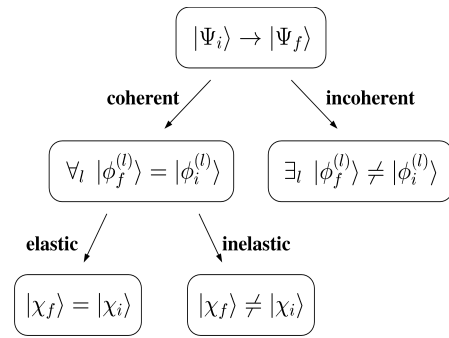 |Ψ_i⟩ → |Ψ_f⟩
coherent incoherent
∀_l |ϕ_f^{(l)}⟩ = |ϕ_i^{(l)}⟩ ∃_l |ϕ_f^{(l)}⟩ ≠ |ϕ_i^{(l)}⟩
elastic inelastic
|χ_f⟩ = |χ_i⟩ |χ_f⟩ ≠ |χ_i⟩